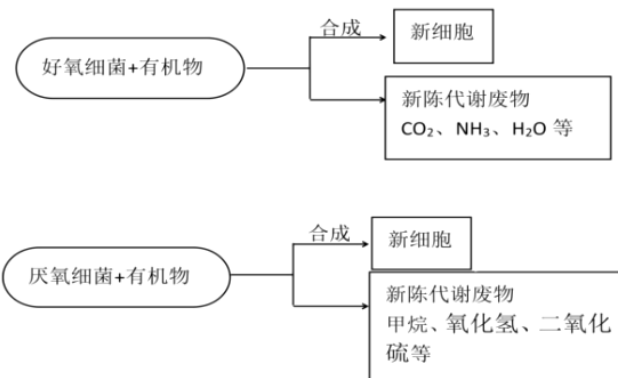 合成
新细胞
好氧细菌+有机物
新陈代谢废物
CO₂、NH₃、H₂O 等
合成
新细胞
厌氧细菌+有机物
新陈代谢废物
甲烷、氧化氢、二氧化
硫等